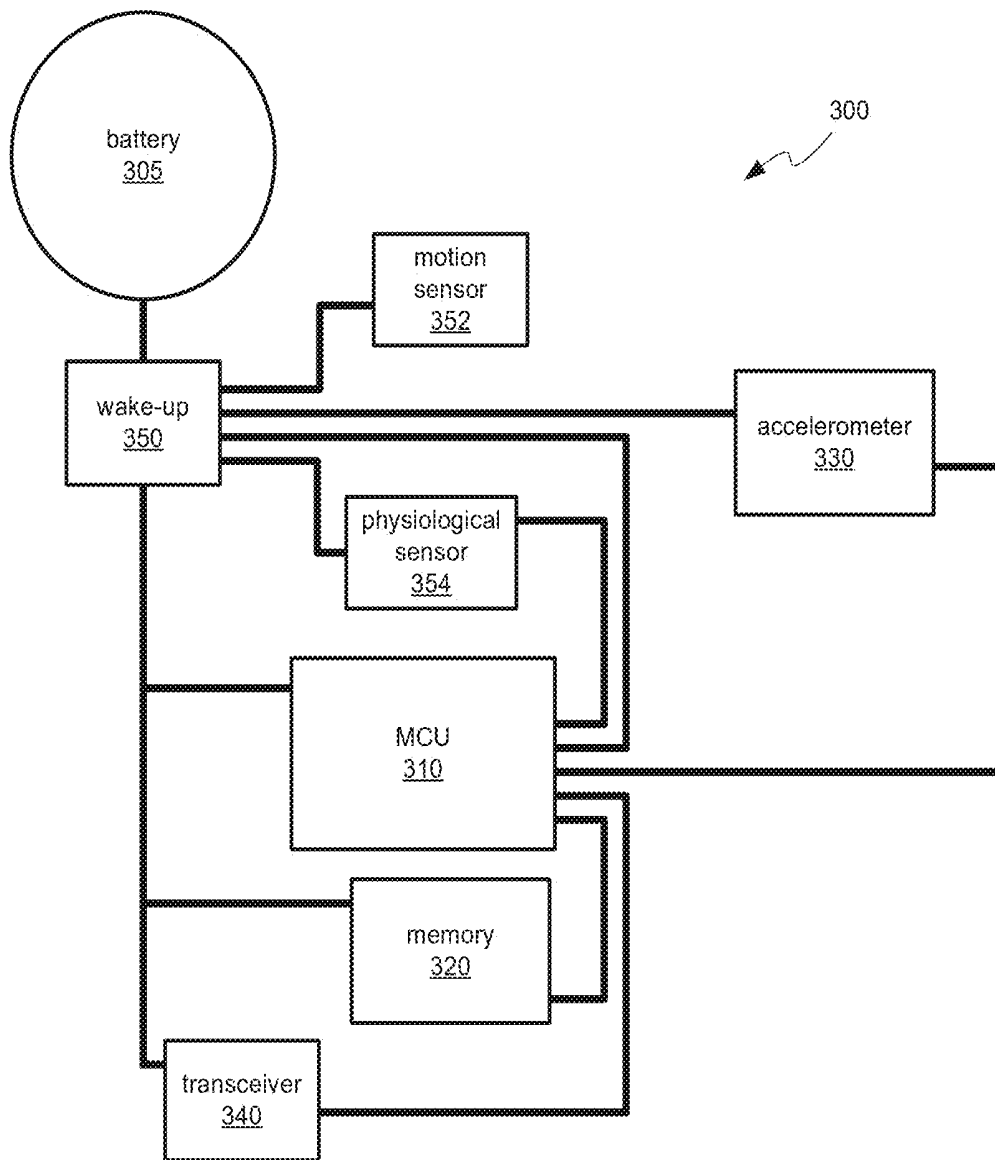 battery
305
300
motion
sensor
352
wake-up
350
accelerometer
330
physiological
sensor
354
MCU
310
memory
320
transceiver
340